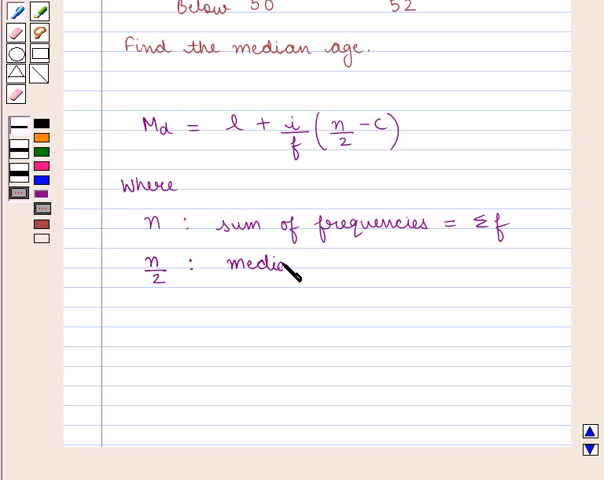 Below 50 52
Find the median age.
Md = l + i/f ( n/2 - C )
Where
n : sum of frequencies = Σf
n/2 : media